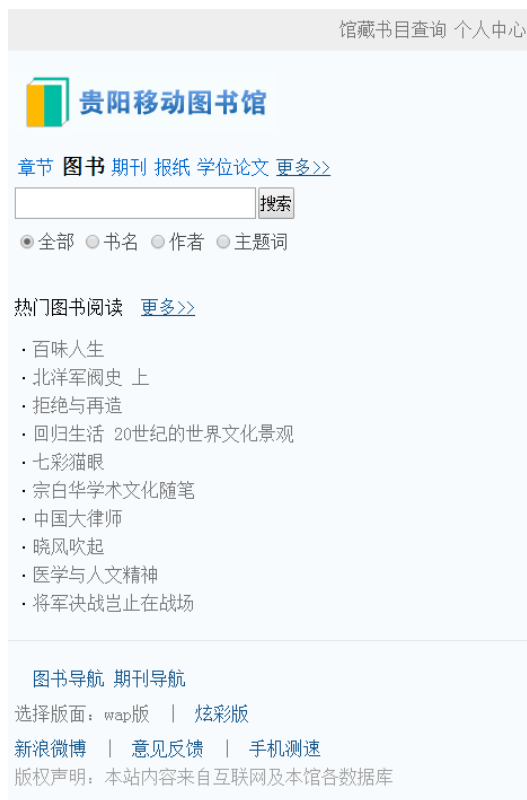 馆藏书目查询 个人中心
贵阳移动图书馆
章节 图书 期刊 报纸 学位论文 更多>>
搜索
全部 书名 作者 主题词
热门图书阅读 更多>>
·百味人生
·北洋军阀史 上
·拒绝与再造
·回归生活 20世纪的世界文化景观
·七彩猫眼
·宗白华学术文化随笔
·中国大律师
·晓风吹起
·医学与人文精神
·将军决战岂止在战场
图书导航 期刊导航
选择版面：wap版 | 炫彩版
新浪微博 | 意见反馈 | 手机测速
版权声明：本站内容来自互联网及本馆各数据库